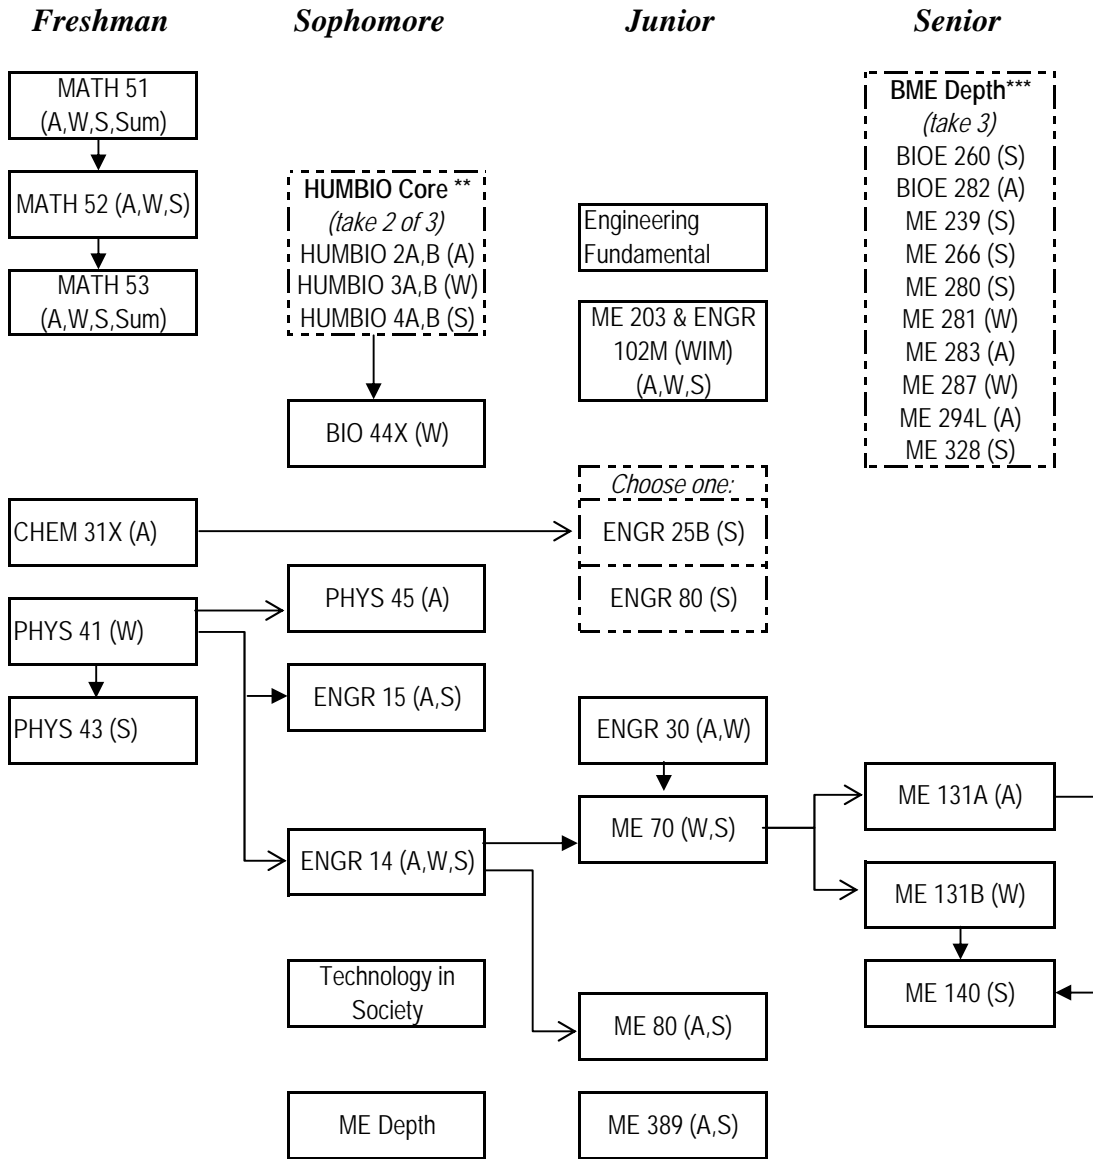 Freshman
Sophomore
Junior
Senior
MATH 51
(A,W,S,Sum)
MATH 52 (A,W,S)
MATH 53
(A,W,S,Sum)
CHEM 31X (A)
PHYS 41 (W)
PHYS 43 (S)
HUMBIO Core **
(take 2 of 3)
HUMBIO 2A,B (A)
HUMBIO 3A,B (W)
HUMBIO 4A,B (S)
BIO 44X (W)
PHYS 45 (A)
ENGR 15 (A,S)
ENGR 14 (A,W,S)
Technology in
Society
ME Depth
Engineering
Fundamental
ME 203 & ENGR
102M (WIM)
(A,W,S)
Choose one:
ENGR 25B (S)
ENGR 80 (S)
ENGR 30 (A,W)
ME 70 (W,S)
ME 80 (A,S)
ME 389 (A,S)
BME Depth***
(take 3)
BIOE 260 (S)
BIOE 282 (A)
ME 239 (S)
ME 266 (S)
ME 280 (S)
ME 281 (W)
ME 283 (A)
ME 287 (W)
ME 294L (A)
ME 328 (S)
ME 131A (A)
ME 131B (W)
ME 140 (S)